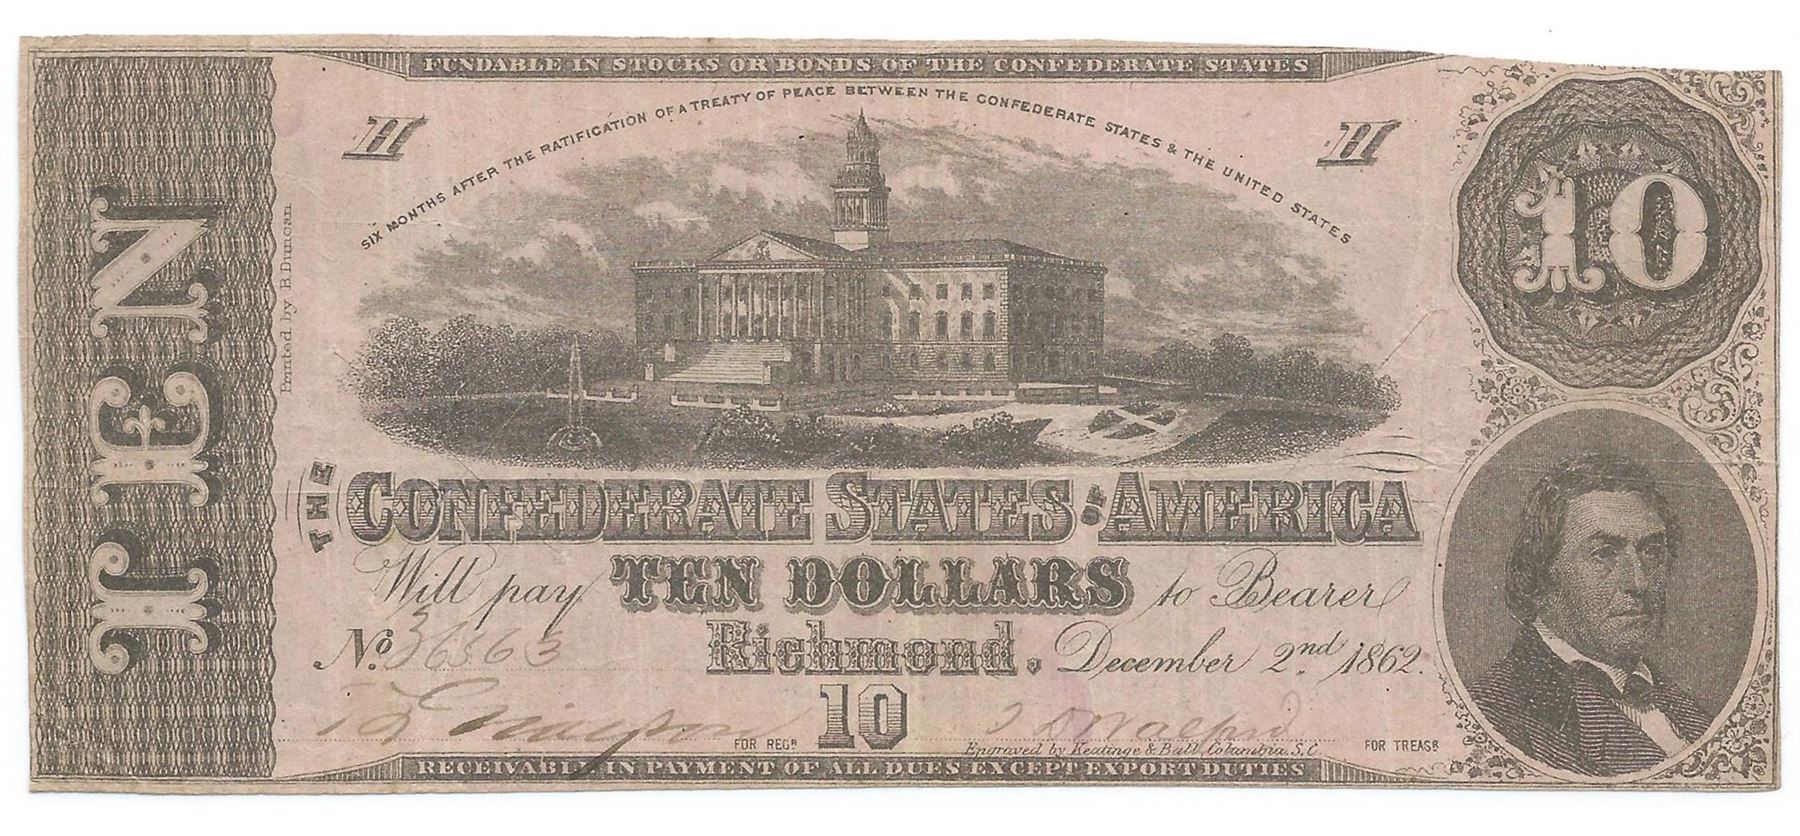 FUNDABLE IN STOCKS OR BONDS OF THE CONFEDERATE STATES
SIX MONTHS AFTER THE RATIFICATION OF A TREATY OF PEACE BETWEEN THE CONFEDERATE STATES & THE UNITED STATES
H
H
10
TEN
Printed by B. Duncan.
THE CONFEDERATE STATES OF AMERICA
Will pay TEN DOLLARS to Bearer
No. 36563
Richmond, December 2nd 1862.
10
FOR REGR
Engraved by Keatinge & Ball, Columbia, S.C.
FOR TREASR
RECEIVABLE IN PAYMENT OF ALL DUES EXCEPT EXPORT DUTIES